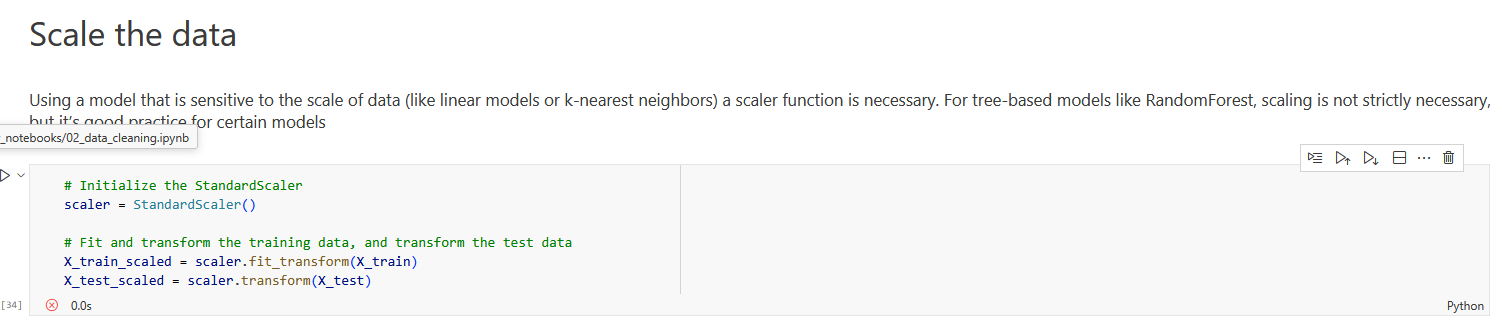 Scale the data
Using a model that is sensitive to the scale of data (like linear models or k-nearest neighbors) a scaler function is necessary. For tree-based models like RandomForest, scaling is not strictly necessary,
but it's good practice for certain models
_notebooks/02_data_cleaning.ipynb
# Initialize the StandardScaler
scaler = StandardScaler()
# Fit and transform the training data, and transform the test data
X_train_scaled = scaler.fit_transform(X_train)
X_test_scaled = scaler.transform(X_test)
[34] 0.0s Python